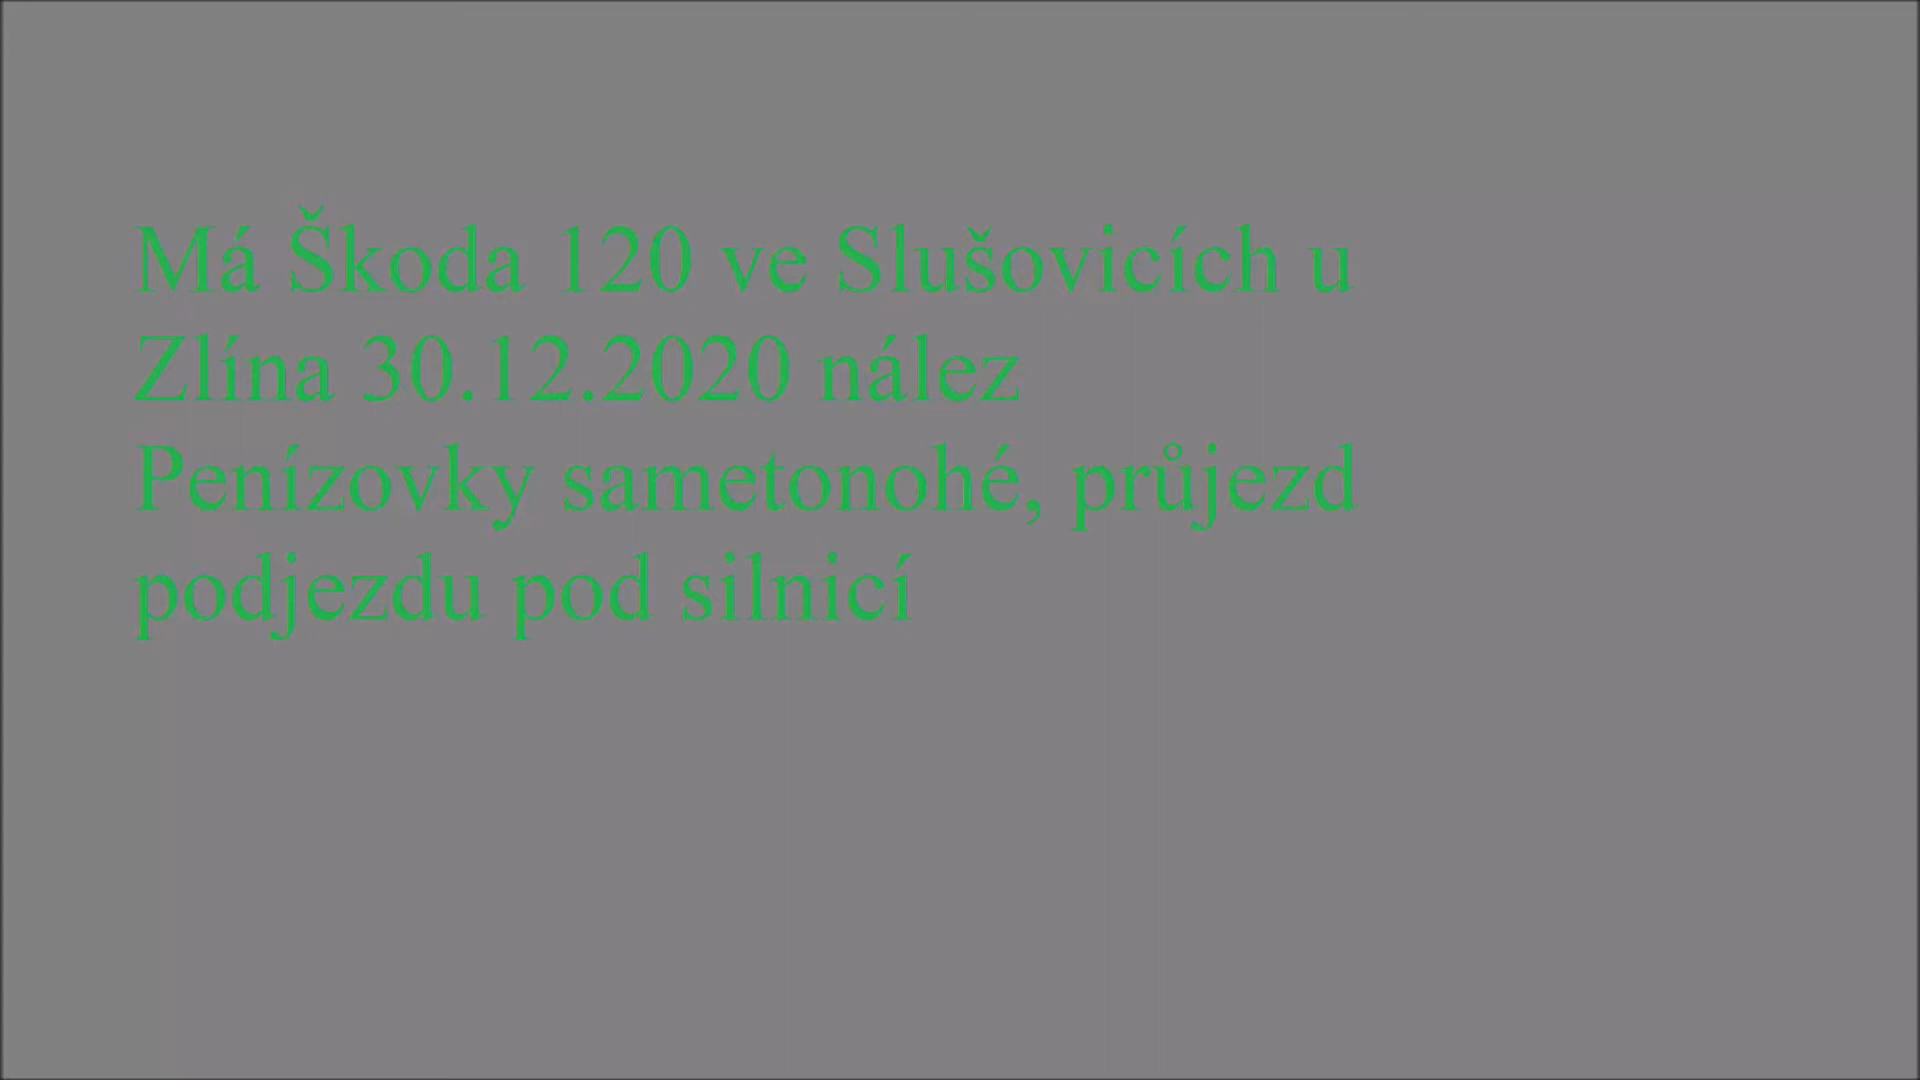 Má Škoda 120 ve Slušovicích u
Zlína 30.12.2020 nález
Penízovky sametonohé, průjezd
podjezdu pod silnicí